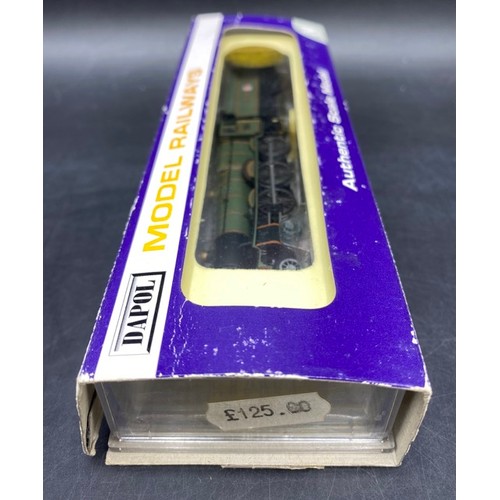 DAPOL
MODEL RAILWAYS
Authentic Scale Model
£125.00